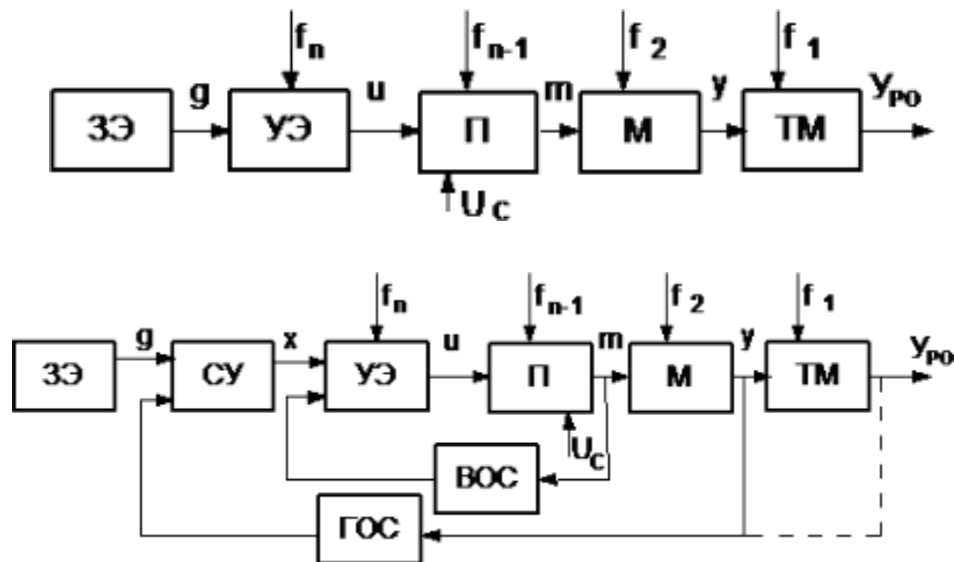 f n f n-1 f 2 f 1
g u m y У РО
ЗЭ УЭ П М ТМ
U C
f n f n-1 f 2 f 1
g x u m y У РО
ЗЭ СУ УЭ П М ТМ
U C
ВОС
ГОС